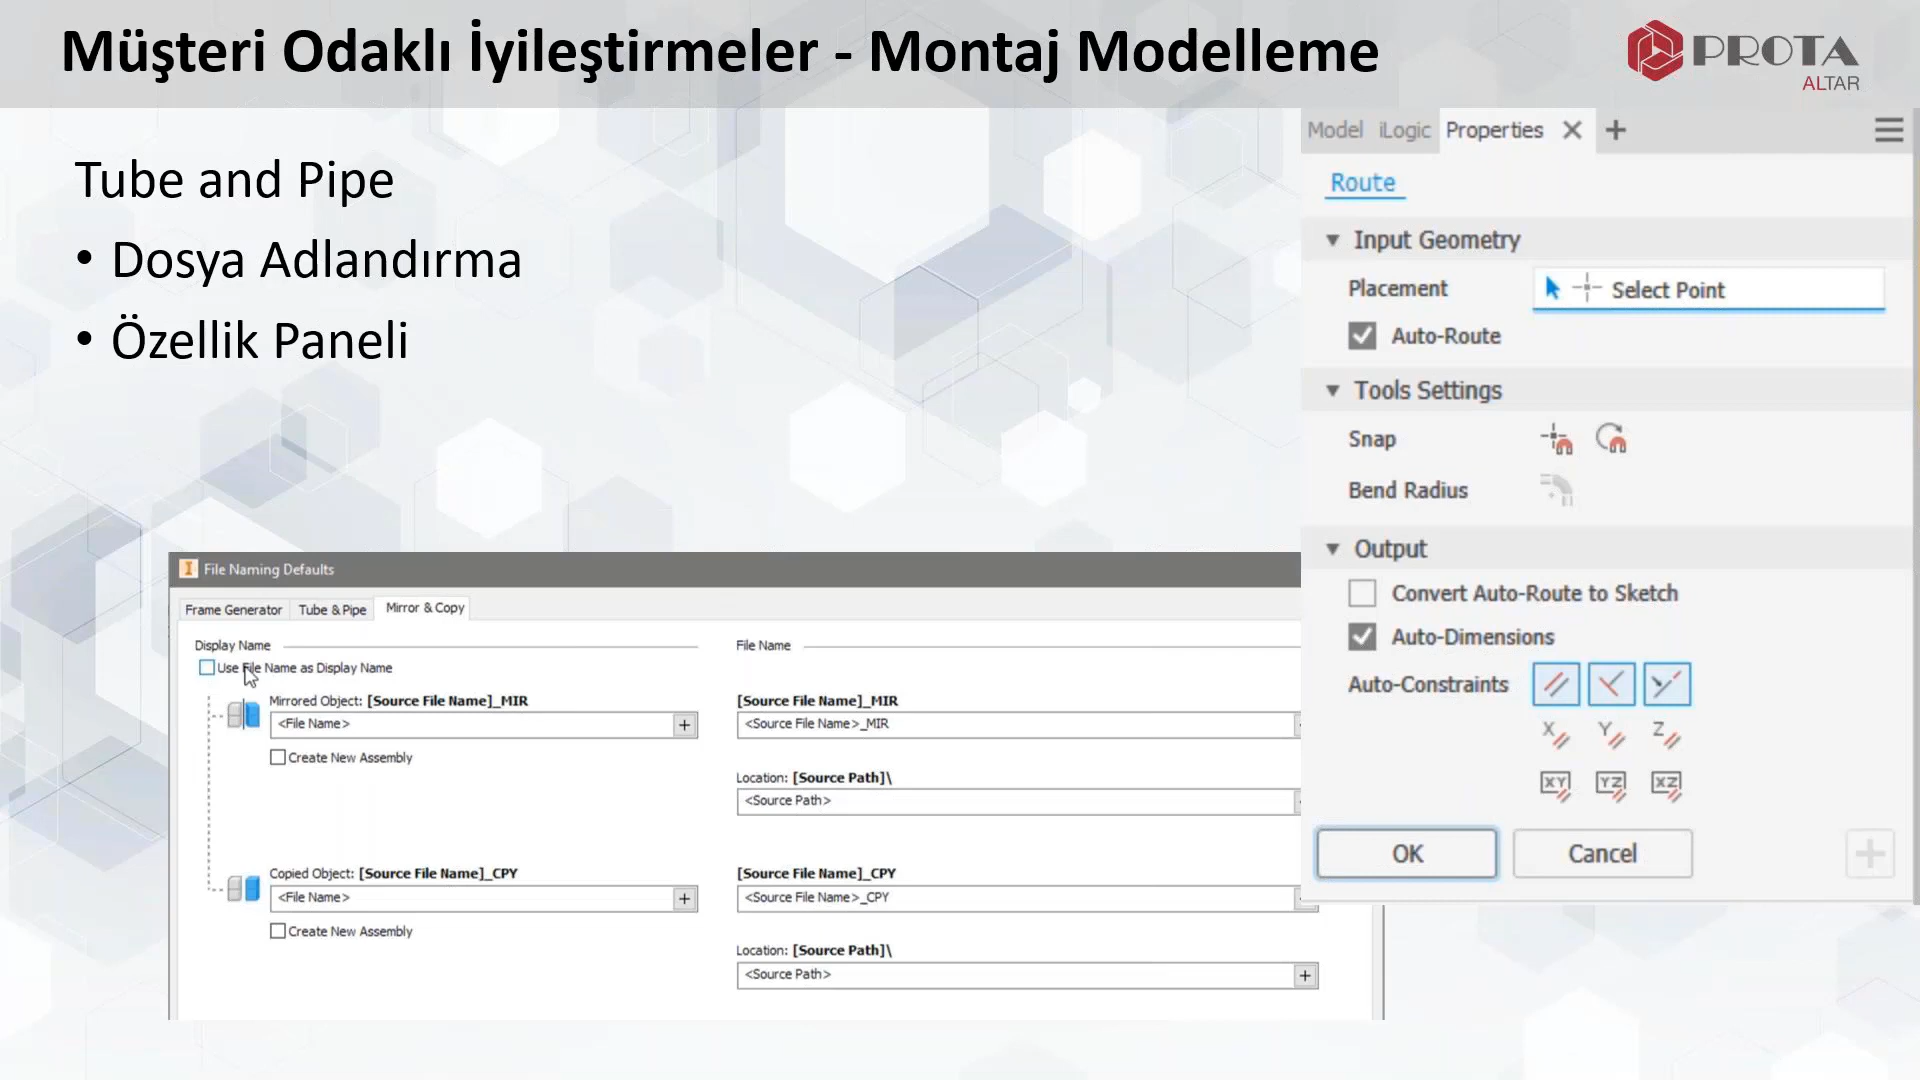 Müşteri Odaklı İyileştirmeler - Montaj Modelleme
PROTA
ALTAR
Tube and Pipe
• Dosya Adlandırma
• Özellik Paneli
Model iLogic Properties
Route
Input Geometry
Placement Select Point
Auto-Route
Tools Settings
Snap
Bend Radius
Output
Convert Auto-Route to Sketch
Auto-Dimensions
Auto-Constraints
X Y Z
XY YZ XZ
OK Cancel
File Naming Defaults
Frame Generator Tube & Pipe Mirror & Copy
Display Name File Name
Use File Name as Display Name
Mirrored Object: [Source File Name]_MIR [Source File Name]_MIR
<File Name> <Source File Name>_MIR
Create New Assembly
Location: [Source Path]\
<Source Path>
Copied Object: [Source File Name]_CPY [Source File Name]_CPY
<File Name> <Source File Name>_CPY
Create New Assembly
Location: [Source Path]\
<Source Path>